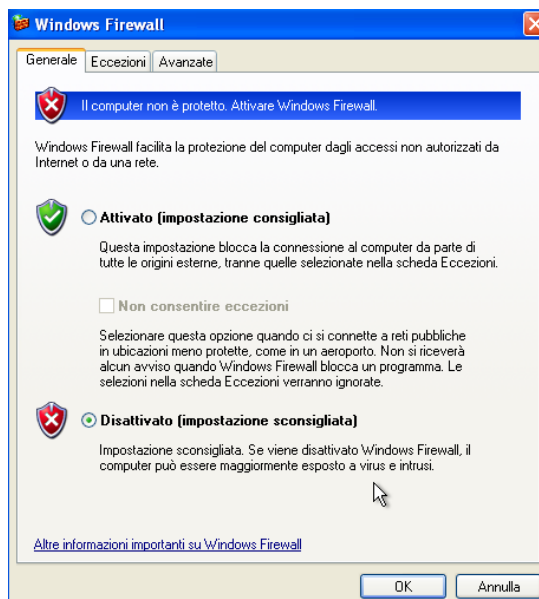 Windows Firewall
Generale
Eccezioni
Avanzate
Il computer non è protetto. Attivare Windows Firewall.
Windows Firewall facilita la protezione del computer dagli accessi non autorizzati da
Internet o da una rete.
Attivato (impostazione consigliata)
Questa impostazione blocca la connessione al computer da parte di
tutte le origini esterne, tranne quelle selezionate nella scheda Eccezioni.
Non consentire eccezioni
Selezionare questa opzione quando ci si connette a reti pubbliche
in ubicazioni meno protette, come in un aeroporto. Non si riceverà
alcun avviso quando Windows Firewall blocca un programma. Le
selezioni nella scheda Eccezioni verranno ignorate.
Disattivato (impostazione sconsigliata)
Impostazione sconsigliata. Se viene disattivato Windows Firewall, il
computer può essere maggiormente esposto a virus e intrusi.
Altre informazioni importanti su Windows Firewall
OK
Annulla